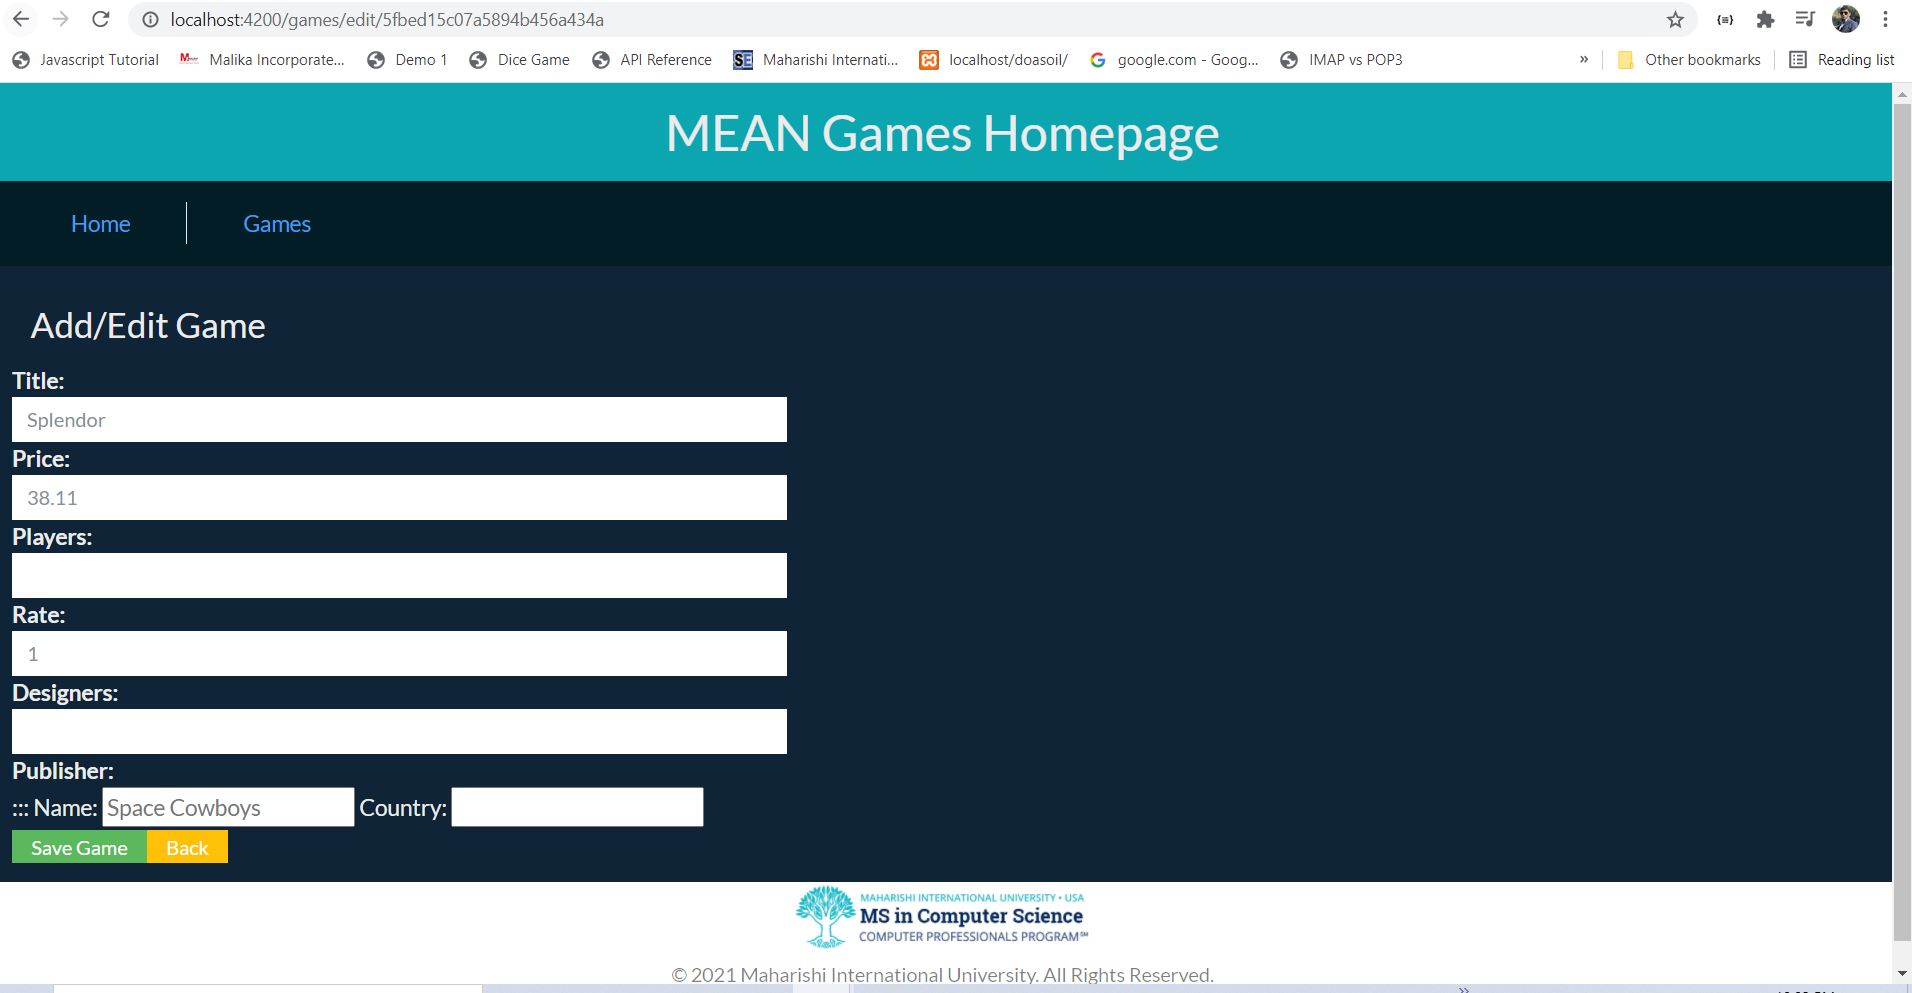 localhost:4200/games/edit/5fbed15c07a5894b456a434a
Javascript Tutorial Malika Incorporate... Demo 1 Dice Game API Reference Maharishi Internati... localhost/doasoil/ google.com - Goog... IMAP vs POP3 » Other bookmarks Reading list
MEAN Games Homepage
Home Games
Add/Edit Game
Title:
Splendor
Price:
38.11
Players:
Rate:
1
Designers:
Publisher:
::: Name: Space Cowboys Country:
Save Game Back
MAHARISHI INTERNATIONAL UNIVERSITY • USA
MS in Computer Science
COMPUTER PROFESSIONALS PROGRAM℠
© 2021 Maharishi International University. All Rights Reserved.